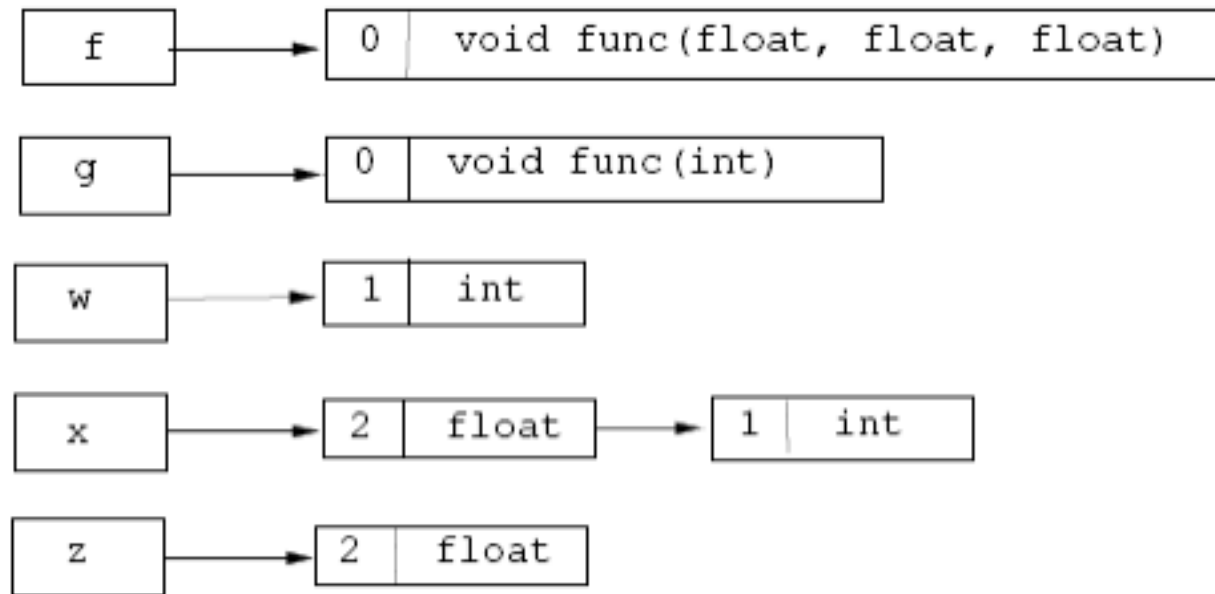 f 0 void func(float, float, float)
g 0 void func(int)
w 1 int
x 2 float 1 int
z 2 float